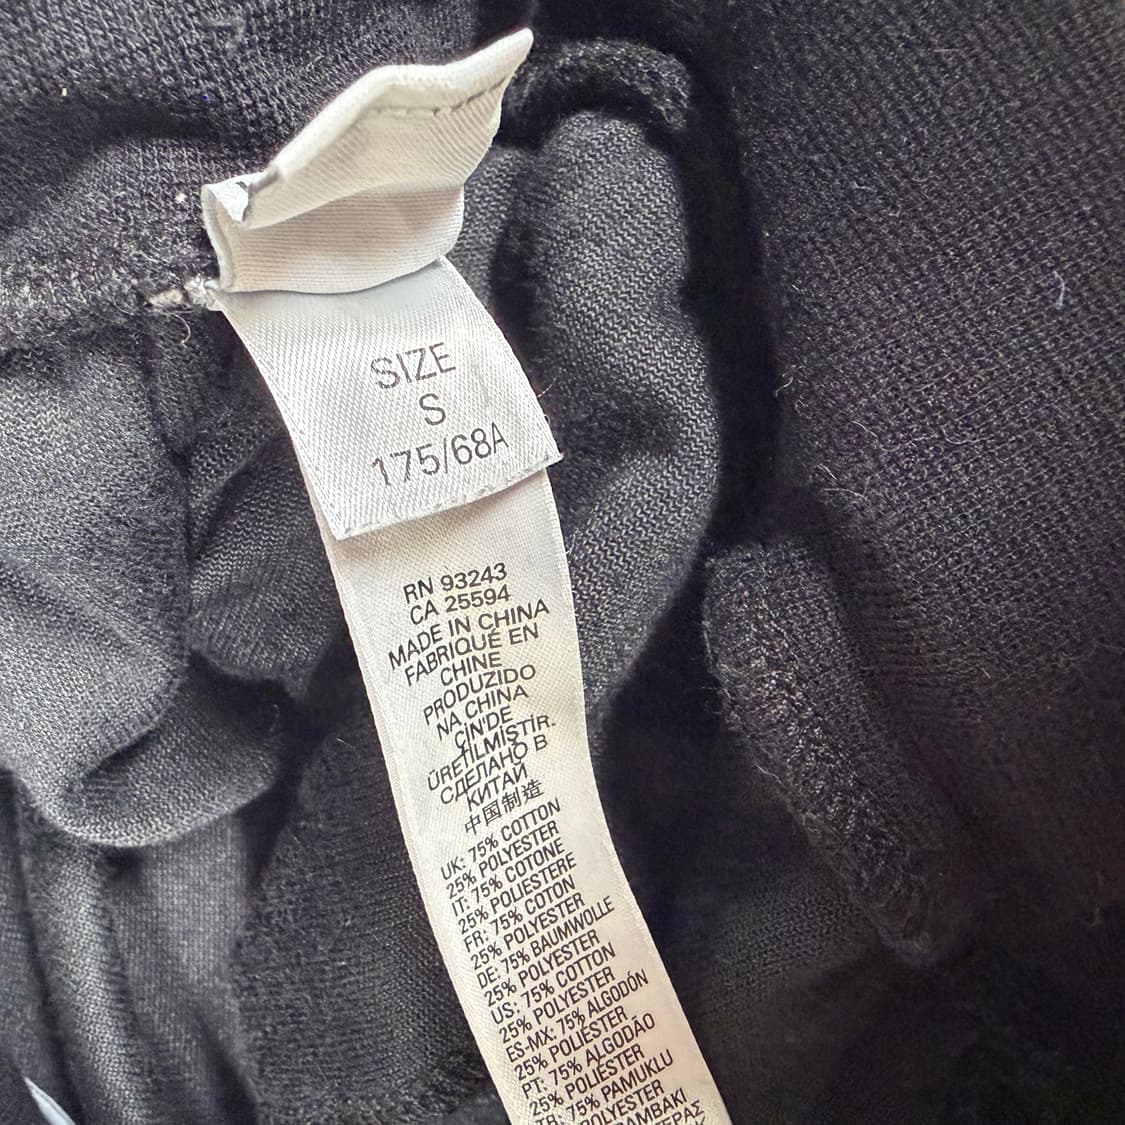 SIZE
S
175/68A
RN 93243
CA 25594
MADE IN CHINA
FABRIQUÉ EN
CHINE
PRODUZIDO
NA CHINA
ÇIN'DE
ÜRETİLMİŞTİR.
СДЕЛАНО В
КИТАЙ
中国制造
UK: 75% COTTON
25% POLYESTER
IT: 75% COTONE
25% POLIESTERE
FR: 75% COTON
25% POLYESTER
DE: 75% BAUMWOLLE
25% POLYESTER
US: 75% COTTON
25% POLYESTER
ES-MX: 75% ALGODÓN
25% POLIÉSTER
PT: 75% ALGODAO
25% POLIÉSTER
TR: 75% PAMUKLU
POLYESTER